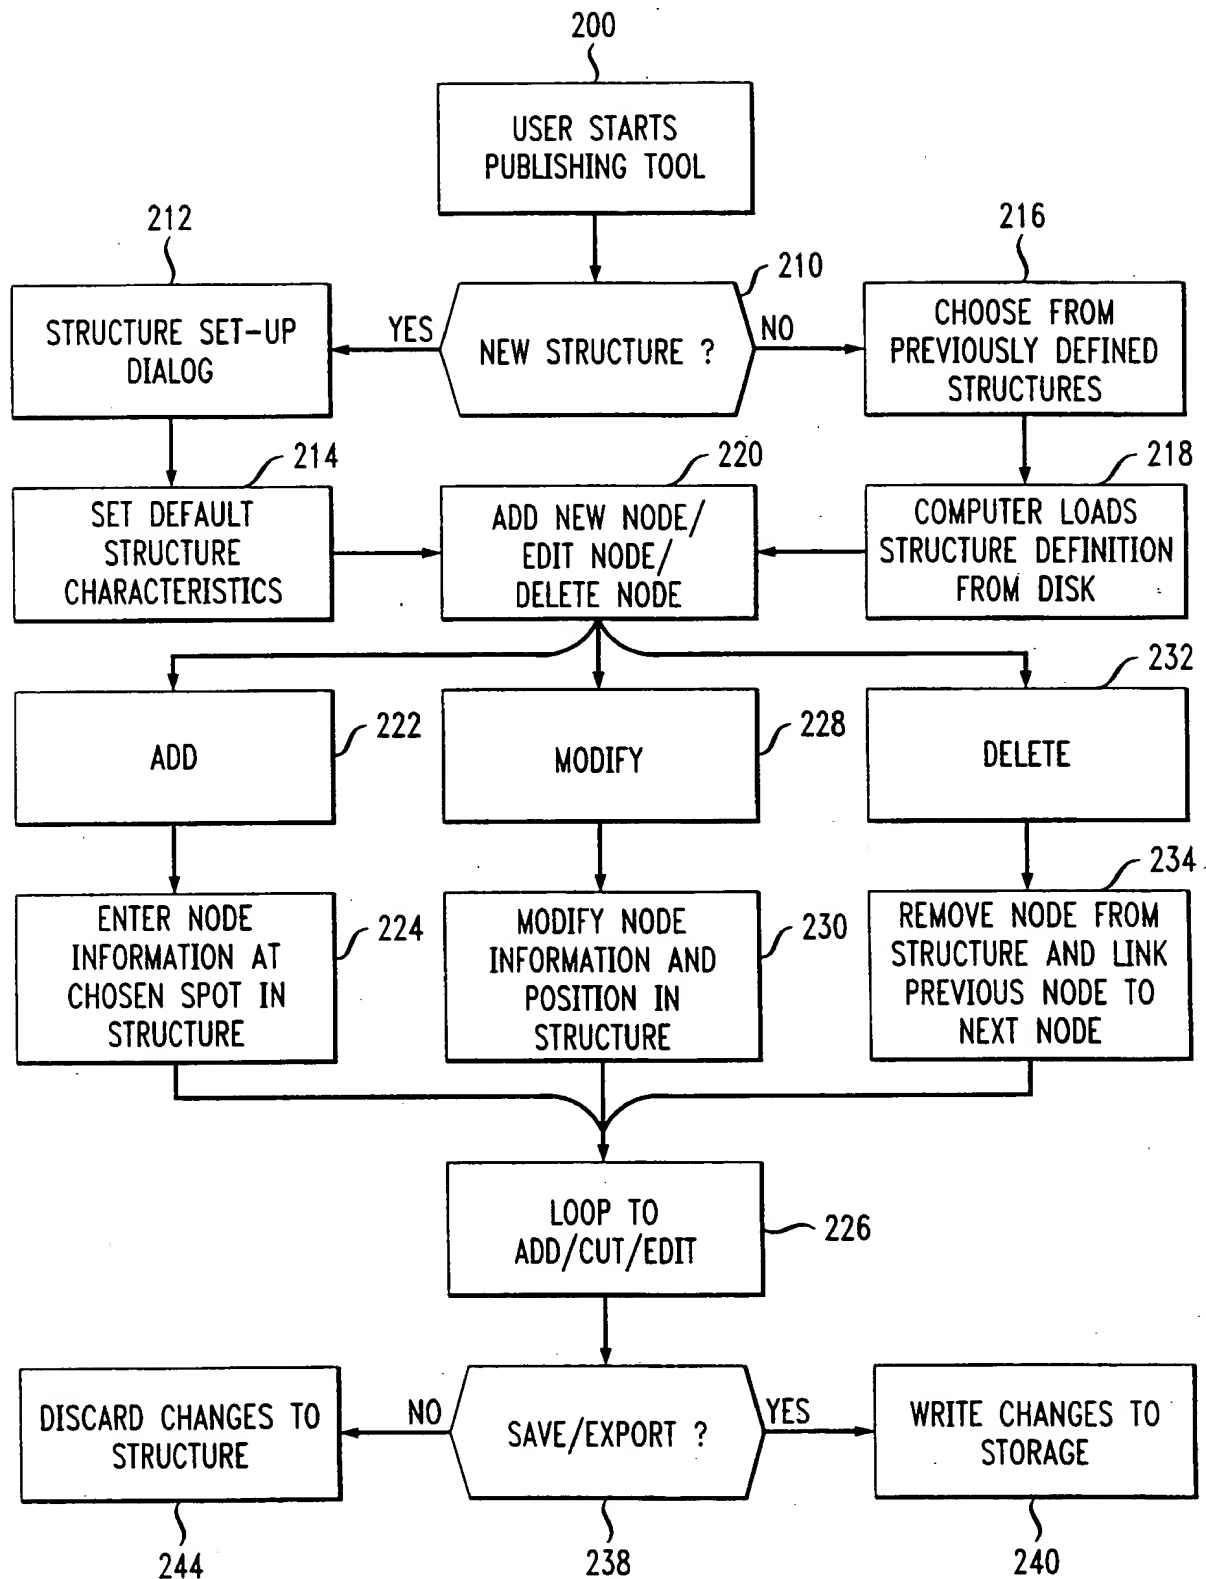 200
USER STARTS
PUBLISHING TOOL
212
216
210
STRUCTURE SET-UP
DIALOG
YES
NEW STRUCTURE ?
NO
CHOOSE FROM
PREVIOUSLY DEFINED
STRUCTURES
214
220
218
SET DEFAULT
STRUCTURE
CHARACTERISTICS
ADD NEW NODE/
EDIT NODE/
DELETE NODE
COMPUTER LOADS
STRUCTURE DEFINITION
FROM DISK
232
ADD
222
MODIFY
228
DELETE
234
ENTER NODE
INFORMATION AT
CHOSEN SPOT IN
STRUCTURE
224
MODIFY NODE
INFORMATION AND
POSITION IN
STRUCTURE
230
REMOVE NODE FROM
STRUCTURE AND LINK
PREVIOUS NODE TO
NEXT NODE
LOOP TO
ADD/CUT/EDIT
226
DISCARD CHANGES TO
STRUCTURE
NO
SAVE/EXPORT ?
YES
WRITE CHANGES TO
STORAGE
244
238
240